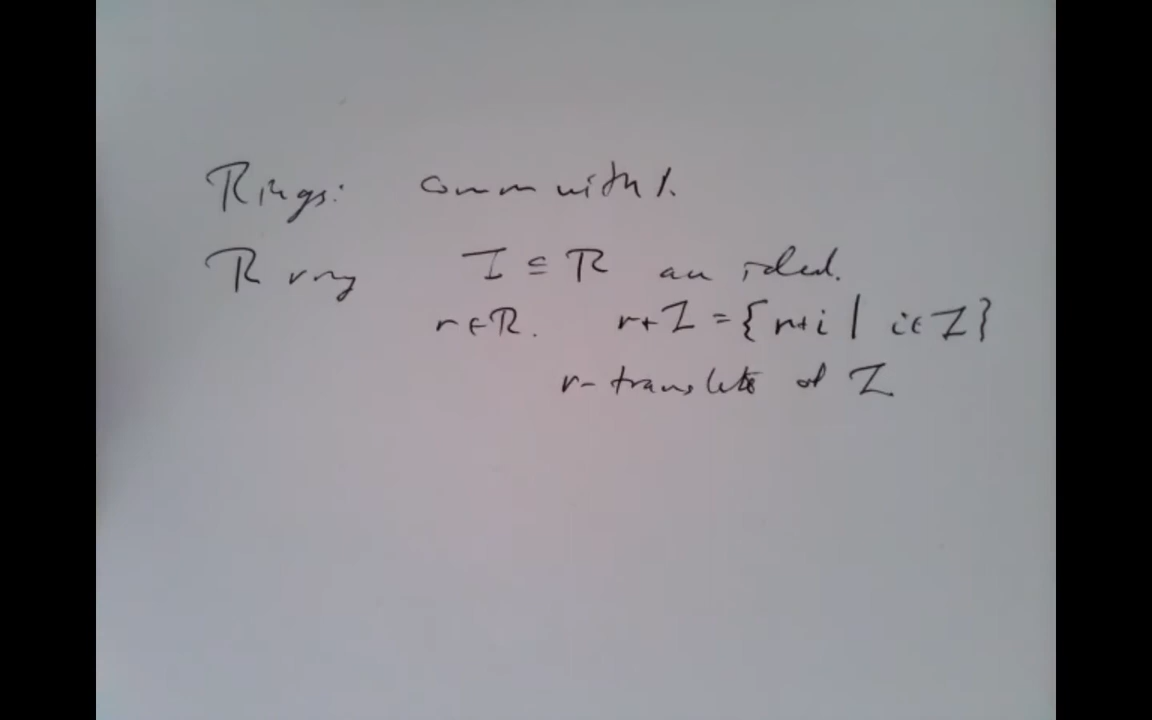 Rings: comm with 1.
R ring I ⊆ R an ideal.
r ∈ R. r+I = {r+i | i ∈ I}
r-translate of I